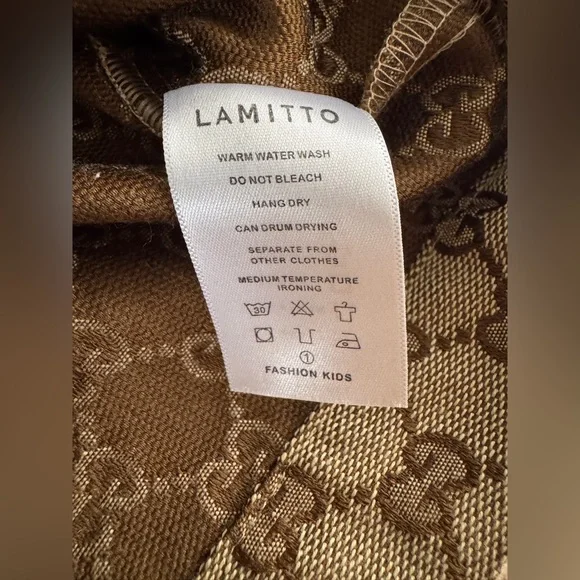 LAMITTO
WARM WATER WASH
DO NOT BLEACH
HANG DRY
CAN DRUM DRYING
SEPARATE FROM
OTHER CLOTHES
MEDIUM TEMPERATURE
IRONING
30
1
FASHION KIDS